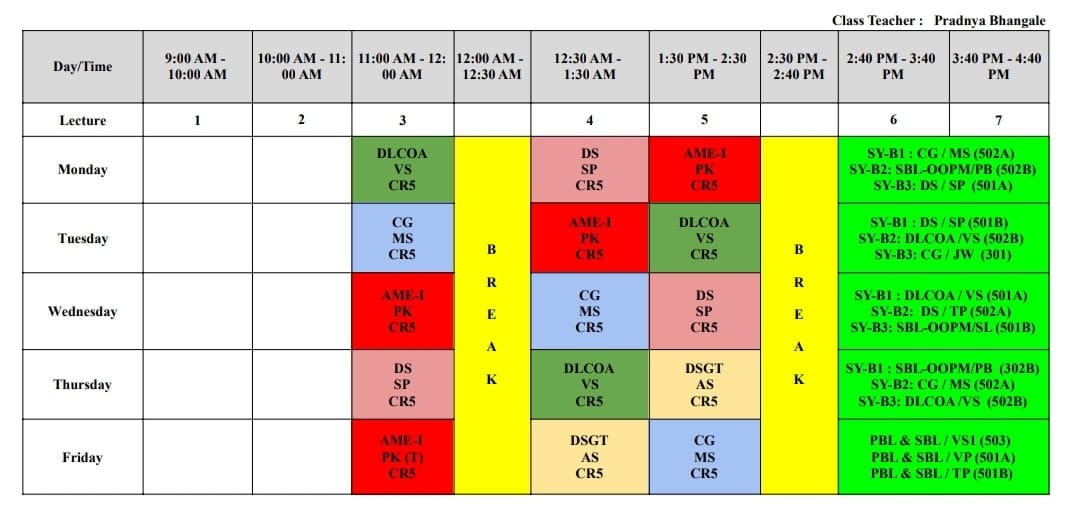 Class Teacher : Pradnya Bhangale
Day/Time
9:00 AM -
10:00 AM
10:00 AM - 11:
00 AM
11:00 AM - 12:
00 AM
12:00 AM -
12:30 AM
12:30 AM -
1:30 AM
1:30 PM - 2:30
PM
2:30 PM -
2:40 PM
2:40 PM - 3:40
PM
3:40 PM - 4:40
PM
Lecture 1 2 3 4 5 6 7
Monday
DLCOA
VS
CR5
DS
SP
CR5
AME-I
PK
CR5
SY-B1 : CG / MS (502A)
SY-B2: SBL-OOPM/PB (502B)
SY-B3: DS / SP (501A)
Tuesday
CG
MS
CR5
AME-I
PK
CR5
DLCOA
VS
CR5
SY-B1 : DS / SP (501B)
SY-B2: DLCOA /VS (502B)
SY-B3: CG / JW (301)
Wednesday
AME-I
PK
CR5
CG
MS
CR5
DS
SP
CR5
SY-B1 : DLCOA / VS (501A)
SY-B2: DS / TP (502A)
SY-B3: SBL-OOPM/SL (501B)
Thursday
DS
SP
CR5
DLCOA
VS
CR5
DSGT
AS
CR5
SY-B1 : SBL-OOPM/PB (302B)
SY-B2: CG / MS (502A)
SY-B3: DLCOA /VS (502B)
Friday
AME-I
PK (T)
CR5
DSGT
AS
CR5
CG
MS
CR5
PBL & SBL / VS1 (503)
PBL & SBL / VP (501A)
PBL & SBL / TP (501B)
B
R
E
A
K
B
R
E
A
K